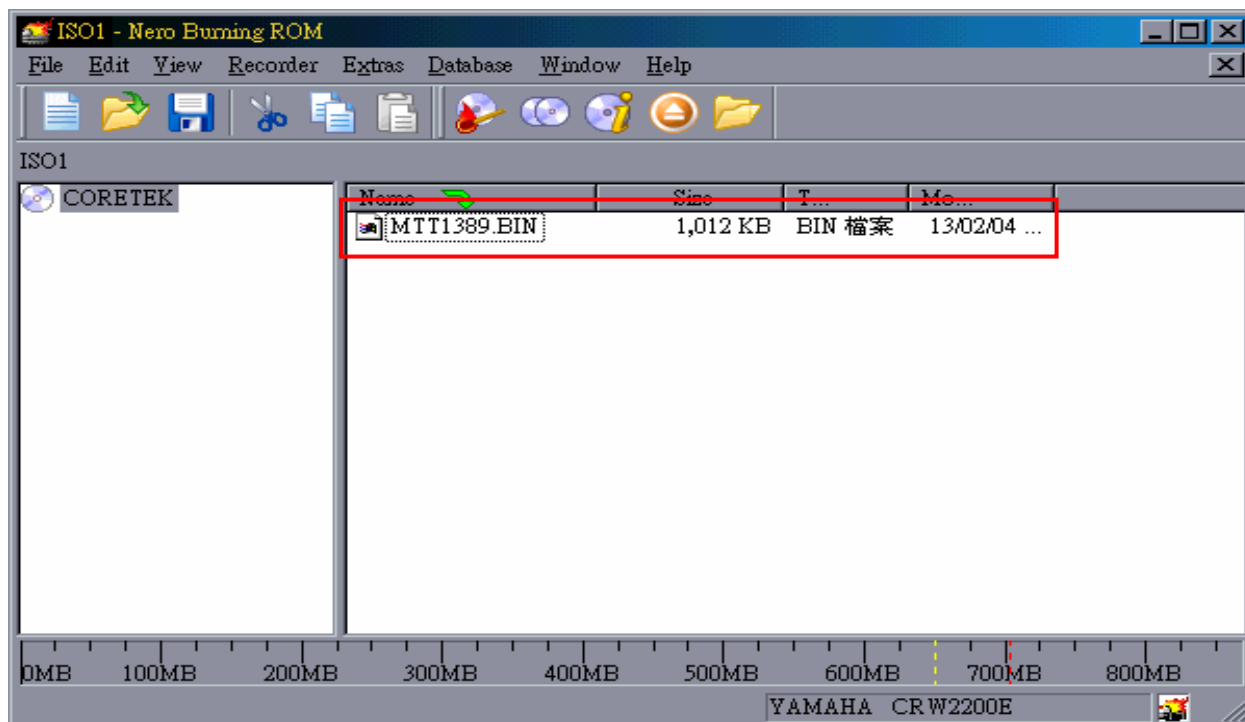 ISO1 - Nero Burning ROM
File Edit View Recorder Extras Database Window Help
ISO1
CORETEK
Name Size T... Mo...
MTT1389.BIN 1,012 KB BIN 檔案 13/02/04 ...
0MB 100MB 200MB 300MB 400MB 500MB 600MB 700MB 800MB
YAMAHA CRW2200E